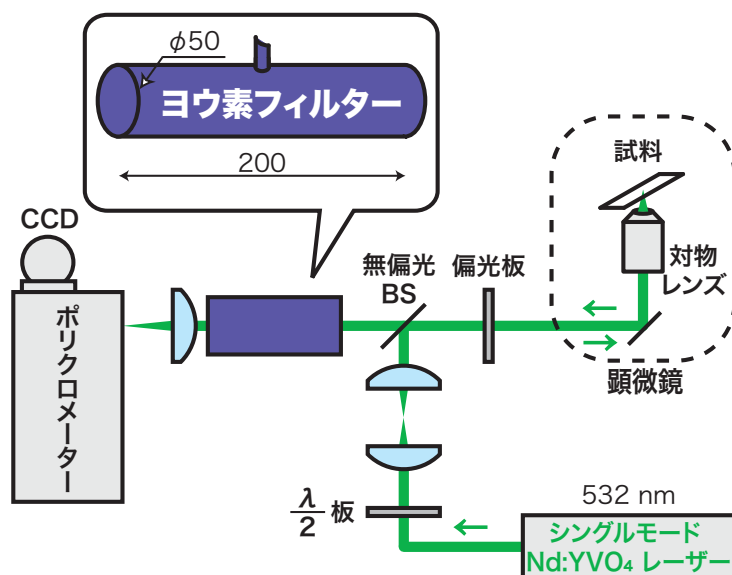 φ50
ヨウ素フィルター
200
試料
CCD
無偏光
BS
偏光板
対物
レンズ
顕微鏡
ポリクロメーター
λ
2
板
532 nm
シングルモード
Nd:YVO₄ レーザー